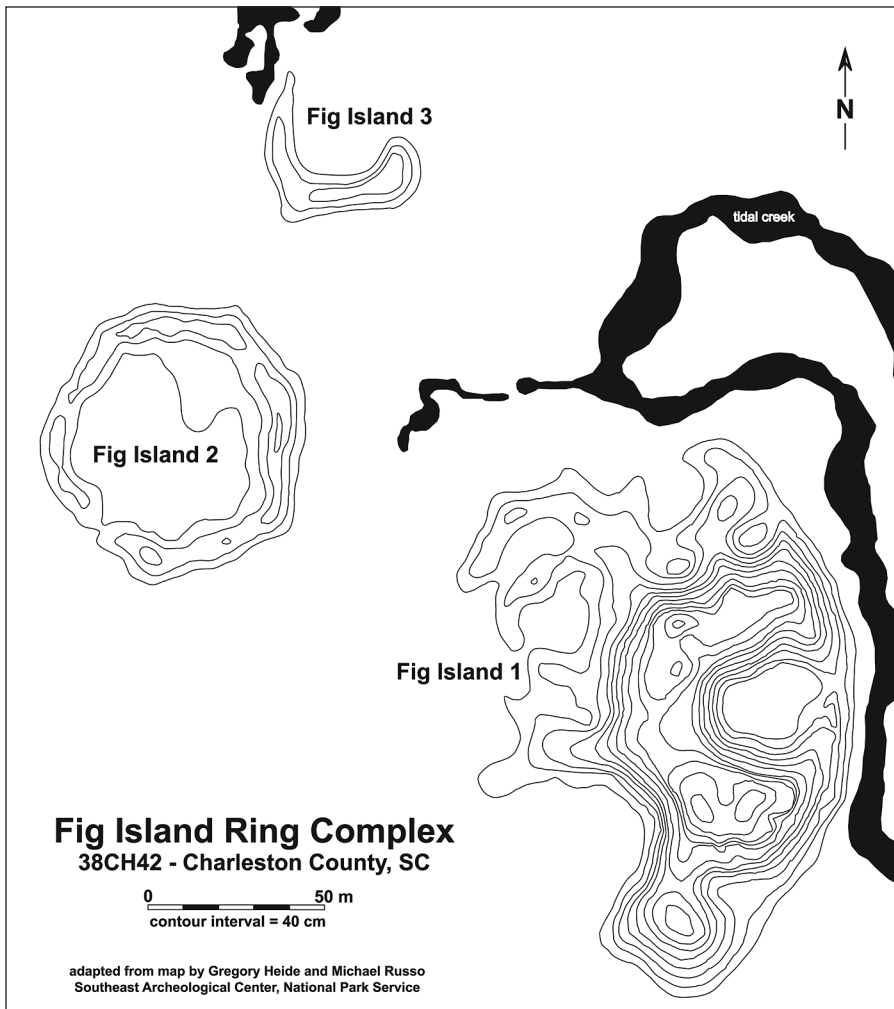 Fig Island 3
N
tidal creek
Fig Island 2
Fig Island 1
Fig Island Ring Complex
38CH42 - Charleston County, SC
0 50 m
contour interval = 40 cm
adapted from map by Gregory Heide and Michael Russo
Southeast Archeological Center, National Park Service